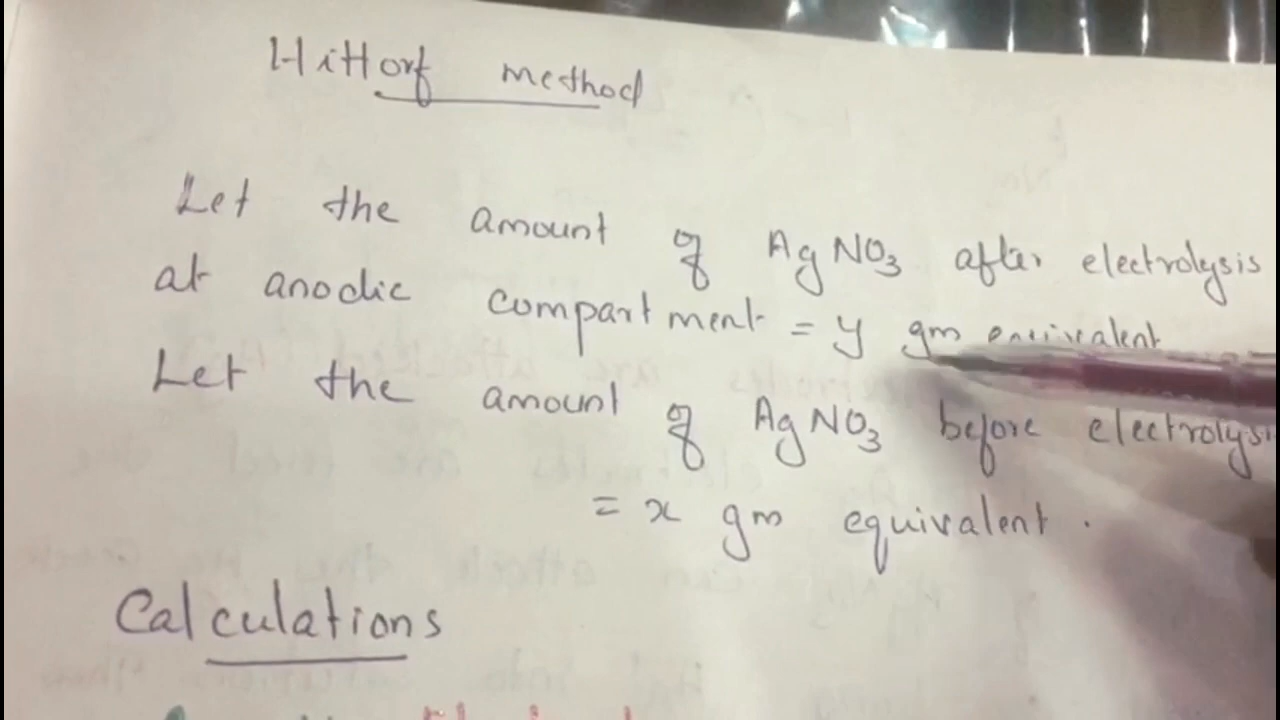 Hittorf method
Let the amount of AgNO3 after electrolysis
at anodic compartment = y gm equivalent
Let the amount of AgNO3 before electrolysis
= x gm equivalent.
Calculations